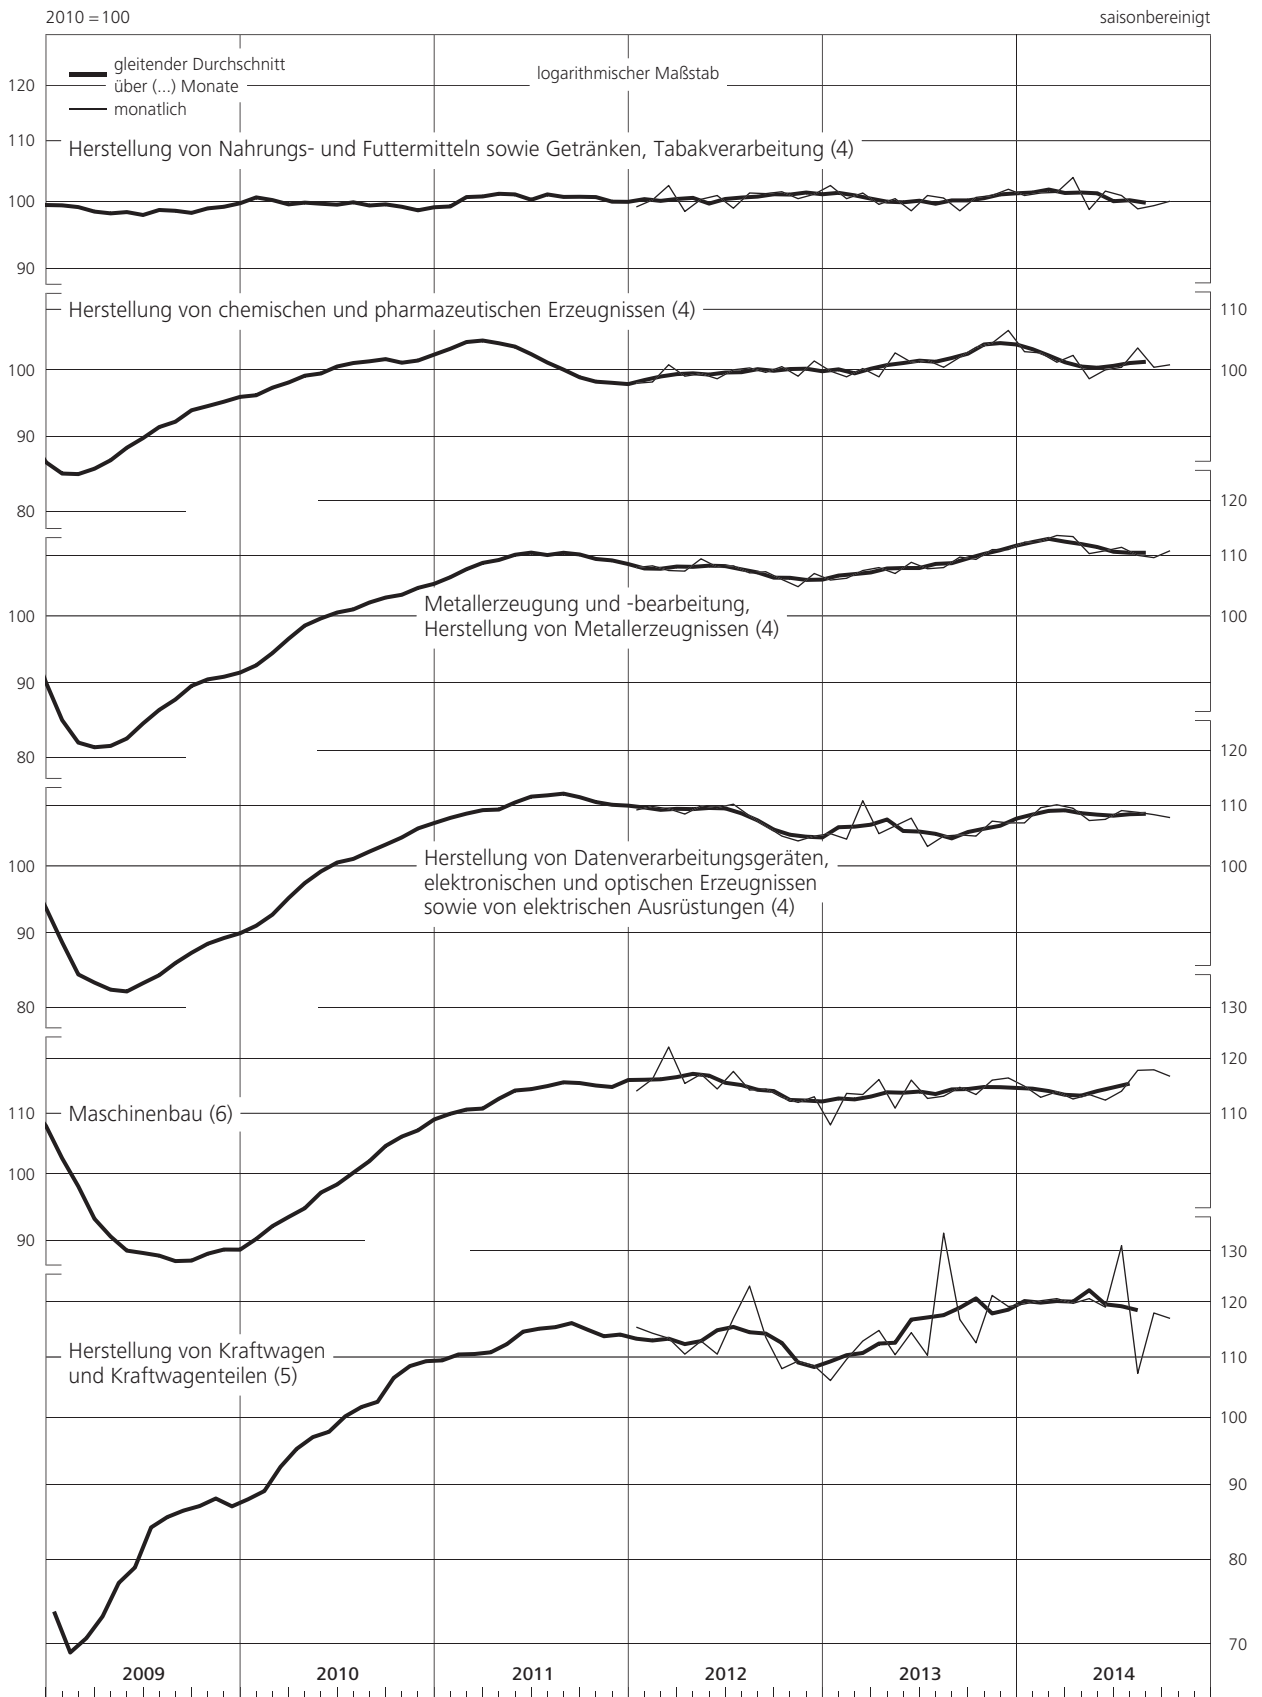 2010 = 100
saisonbereinigt
gleitender Durchschnitt
über (...) Monate
monatlich
logarithmischer Maßstab
120
110
Herstellung von Nahrungs- und Futtermitteln sowie Getränken, Tabakverarbeitung (4)
100
90
Herstellung von chemischen und pharmazeutischen Erzeugnissen (4)
110
100
100
90
120
80
110
Metallerzeugung und -bearbeitung,
Herstellung von Metallerzeugnissen (4)
100
100
90
80
120
110
Herstellung von Datenverarbeitungsgeräten,
elektronischen und optischen Erzeugnissen
sowie von elektrischen Ausrüstungen (4)
100
100
90
80
130
120
110
Maschinenbau (6)
110
100
90
130
120
Herstellung von Kraftwagen
und Kraftwagenteilen (5)
110
100
90
80
70
2009 2010 2011 2012 2013 2014